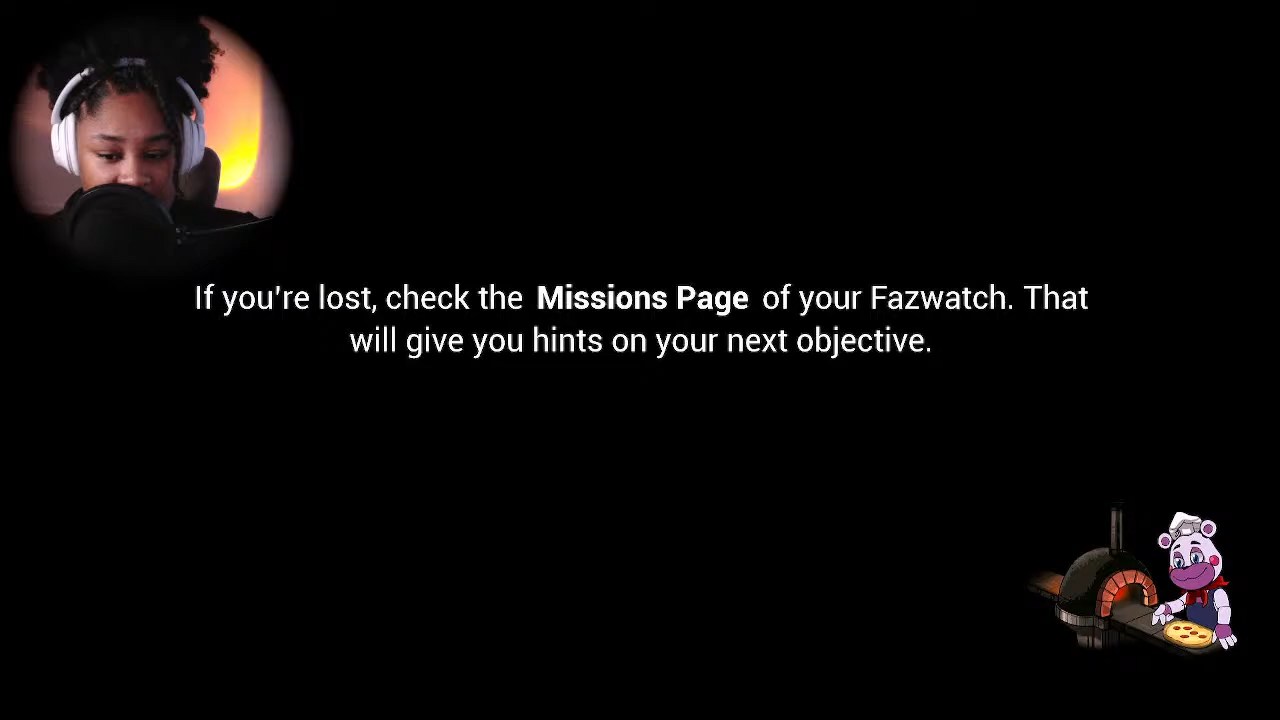 If you're lost, check the Missions Page of your Fazwatch. That
will give you hints on your next objective.